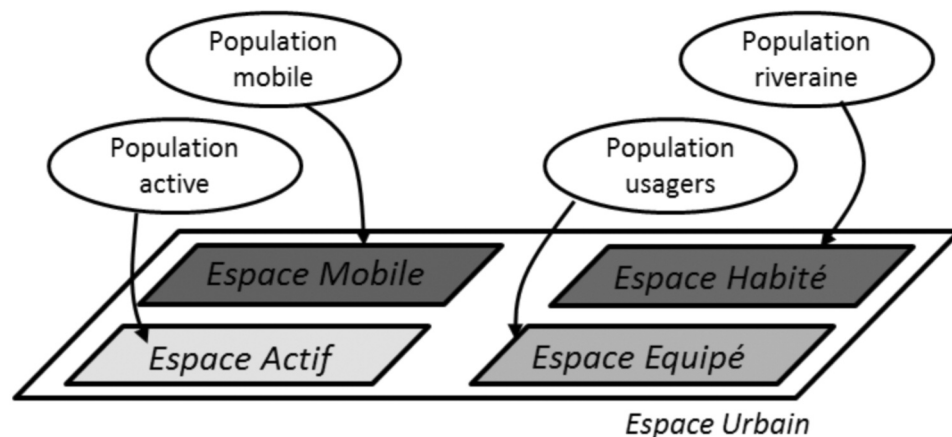 Population
mobile
Population
riveraine
Population
active
Population
usagers
Espace Mobile
Espace Habité
Espace Actif
Espace Equipé
Espace Urbain